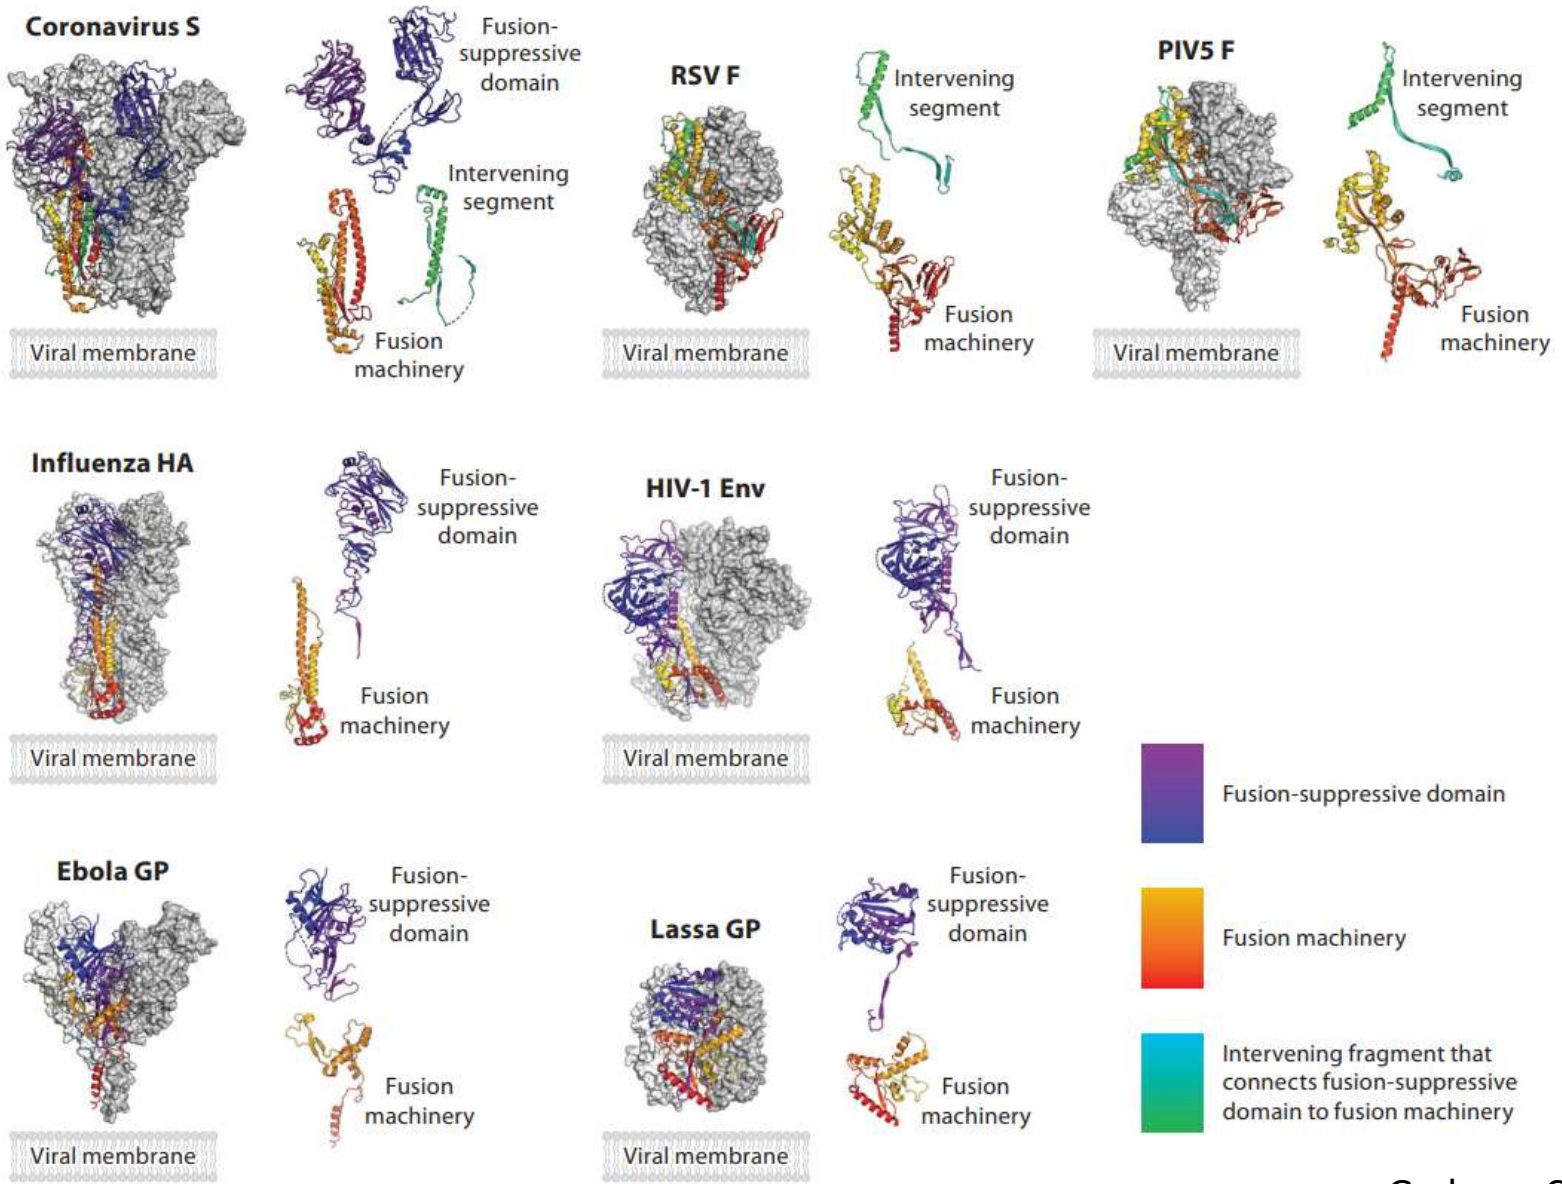 Coronavirus S
Fusion-
suppressive
domain
Intervening
segment
Fusion
machinery
Viral membrane
RSV F
Intervening
segment
Fusion
machinery
Viral membrane
PIV5 F
Intervening
segment
Fusion
machinery
Viral membrane
Influenza HA
Fusion-
suppressive
domain
Fusion
machinery
Viral membrane
HIV-1 Env
Fusion-
suppressive
domain
Fusion
machinery
Viral membrane
Ebola GP
Fusion-
suppressive
domain
Fusion
machinery
Viral membrane
Lassa GP
Fusion-
suppressive
domain
Fusion
machinery
Viral membrane
Fusion-suppressive domain
Fusion machinery
Intervening fragment that
connects fusion-suppressive
domain to fusion machinery